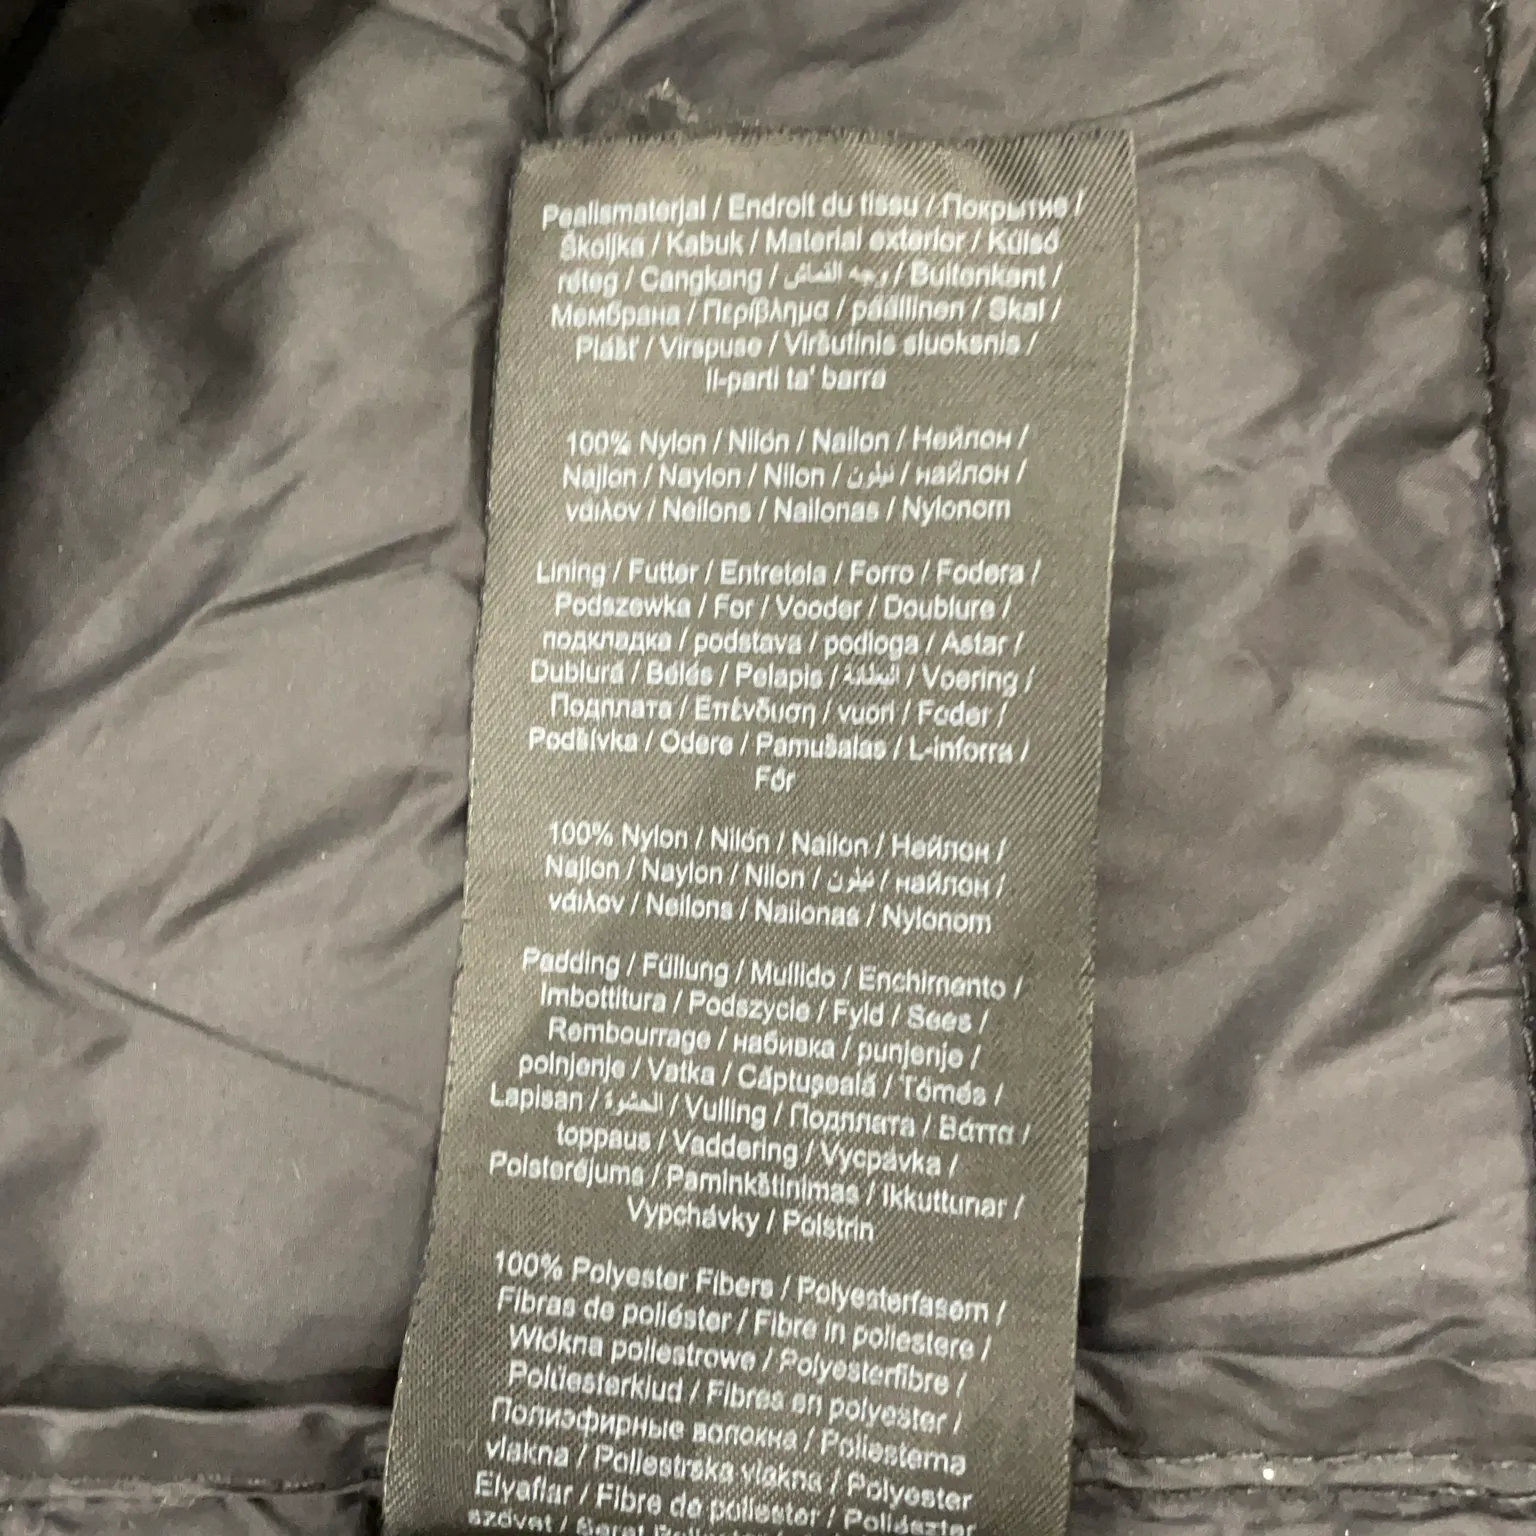 Pealismaterjal / Endroit du tissu / Покрытие /
Školjka / Kabuk / Material exterior / Külső
réteg / Cangkang / وجه القماش / Buitenkant /
Мембрана / Περίβλημα / päällinen / Skal /
Plášť / Virspuse / Viršutinis sluoksnis /
il-parti ta' barra
100% Nylon / Nilón / Nailon / Нейлон /
Najlon / Naylon / Nilon / نيلون / найлон /
νάιλον / Neilons / Nailonas / Nylonom
Lining / Futter / Entretela / Forro / Fodera /
Podszewka / For / Vooder / Doublure /
подкладка / podstava / podloga / Astar /
Dublură / Bélés / Pelapis / البطانة / Voering /
Подплата / Επένδυση / vuori / Foder /
Podšívka / Odere / Pamušalas / L-inforra /
Fór
100% Nylon / Nilón / Nailon / Нейлон /
Najlon / Naylon / Nilon / نيلون / найлон /
νάιλον / Neilons / Nailonas / Nylonom
Padding / Füllung / Mullido / Enchimento /
Imbottitura / Podszycie / Fyld / Sees /
Rembourrage / набивка / punjenje /
polnjenje / Vatka / Căptușeală / Tömés /
Lapisan / الحشوة / Vulling / Подплата / Βάττα /
toppaus / Vaddering / Vycpávka /
Polsterējums / Paminkštinimas / Ikkuttunar /
Vypchávky / Polstrin
100% Polyester Fibers / Polyesterfasern /
Fibras de poliéster / Fibre in poliestere /
Włókna poliestrowe / Polyesterfibre /
Polüesterkiud / Fibres en polyester /
Полиэфирные волокна / Poliesterna
vlakna / Poliestrska vlakna / Polyester
Elyaflar / Fibre de poliester / Poliészter
szövet / Serat